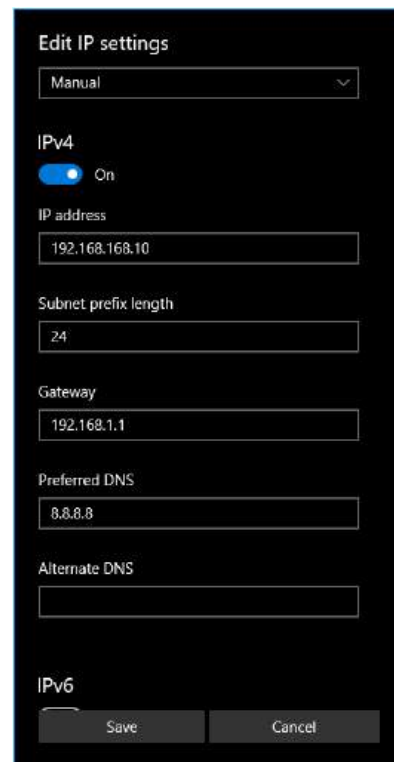 Edit IP settings
Manual
IPv4
On
IP address
192.168.168.10
Subnet prefix length
24
Gateway
192.168.1.1
Preferred DNS
8.8.8.8
Alternate DNS
IPv6
Save Cancel